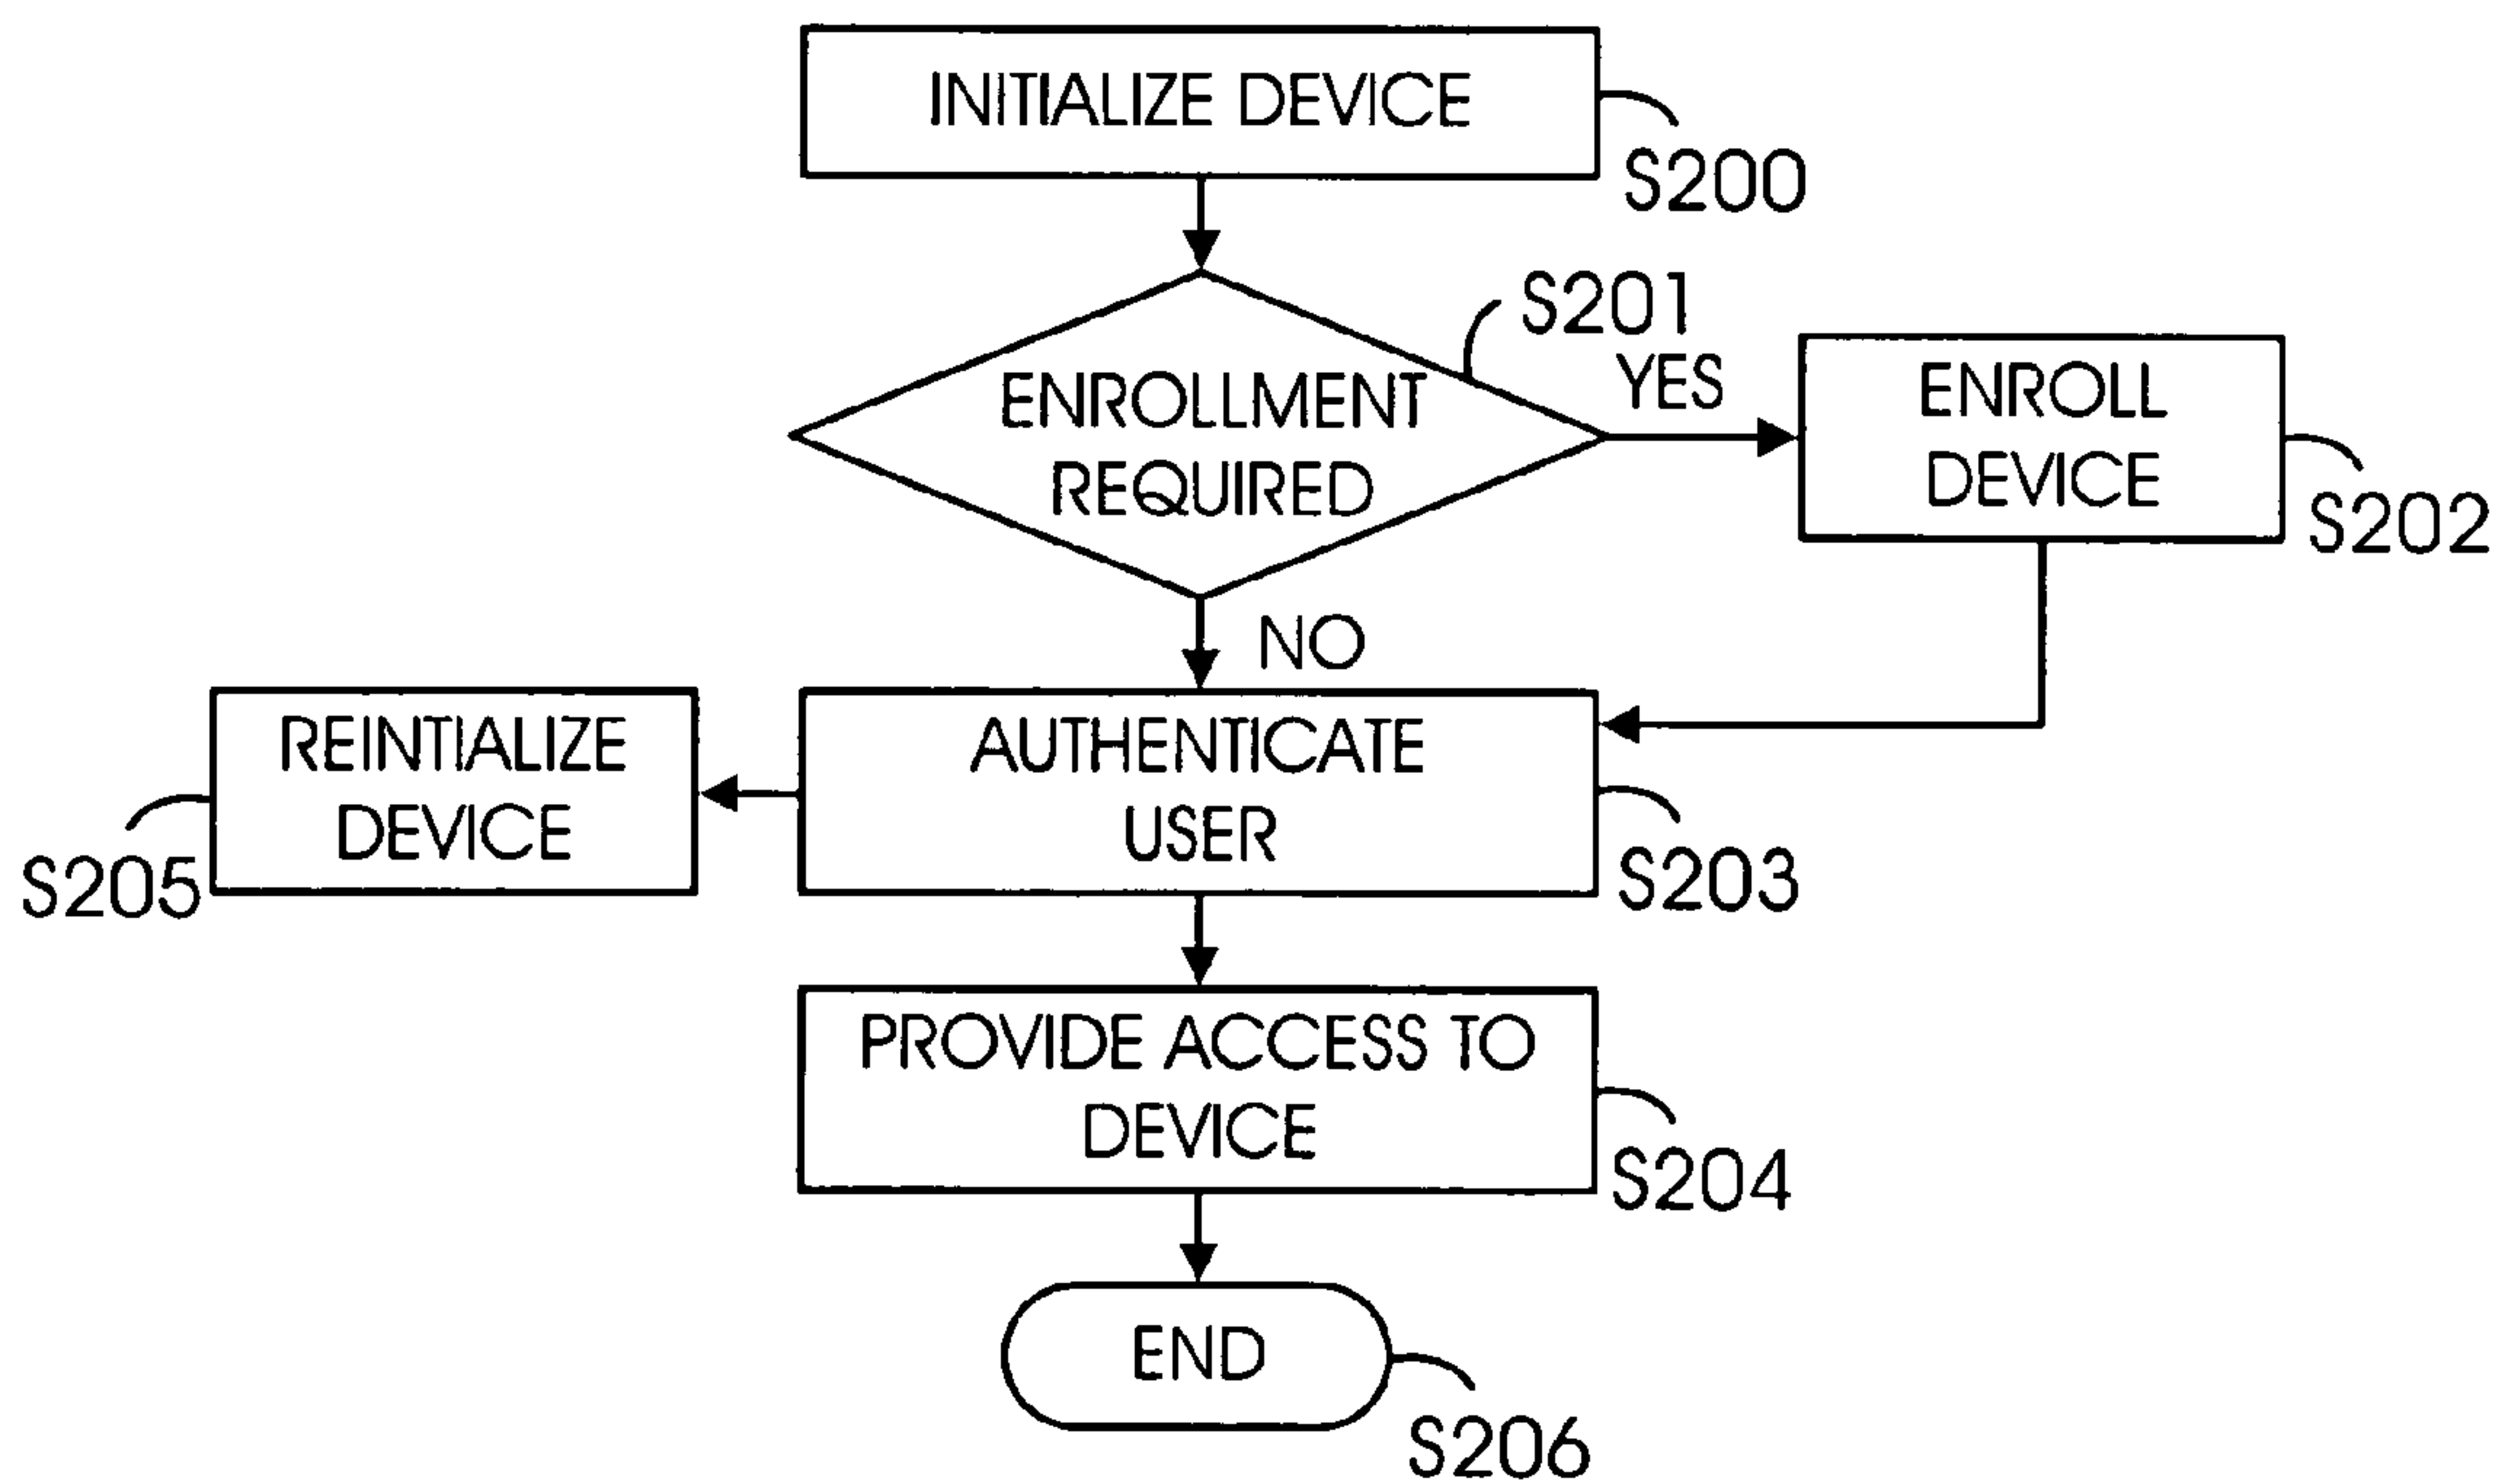 INITIALIZE DEVICE
S200
S201
ENROLLMENT
REQUIRED
YES
ENROLL
DEVICE
S202
NO
REINTIALIZE
DEVICE
S205
AUTHENTICATE
USER
S203
PROVIDE ACCESS TO
DEVICE
S204
END
S206